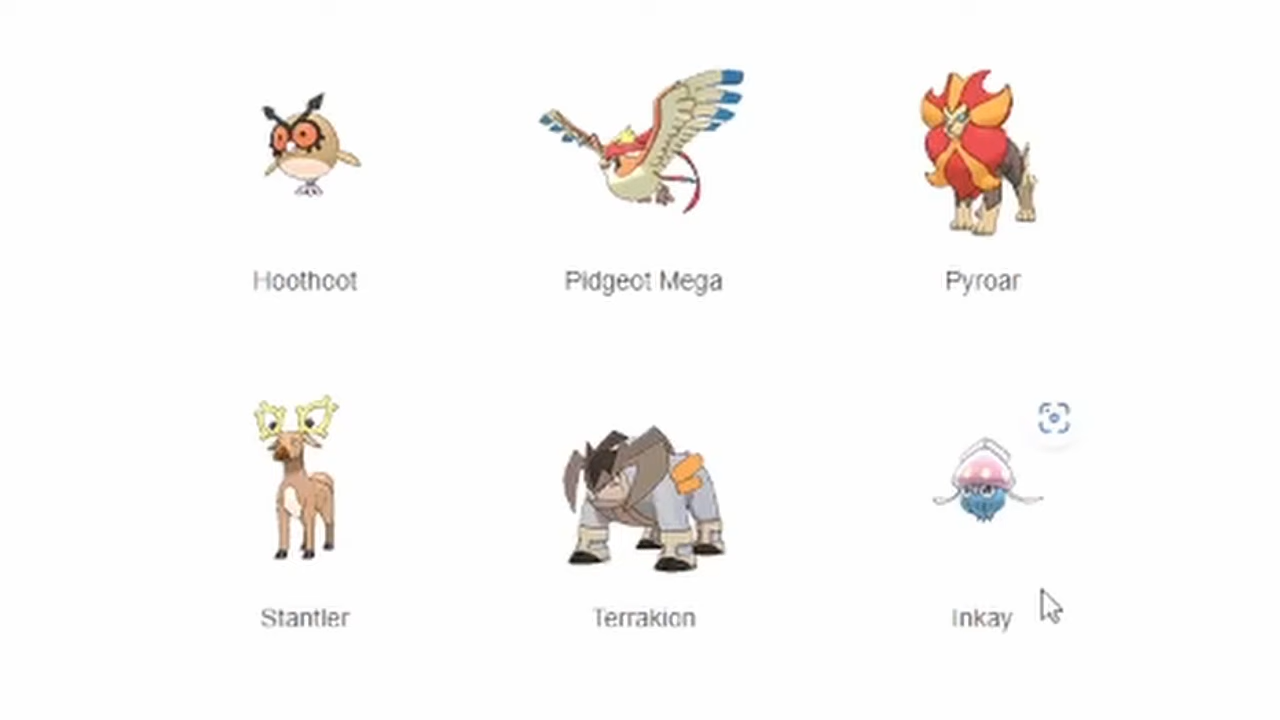 Hoothoot
Pidgeot Mega
Pyroar
Stantler
Terrakion
Inkay